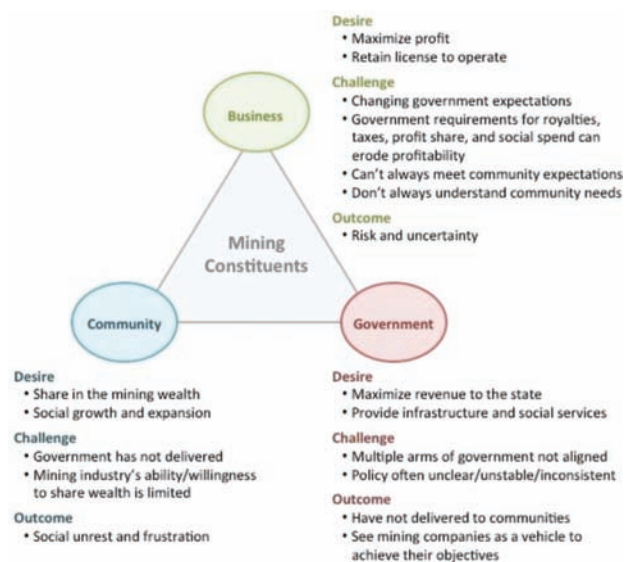 Desire
• Maximize profit
• Retain license to operate
Challenge
• Changing government expectations
• Government requirements for royalties,
taxes, profit share, and social spend can
erode profitability
• Can't always meet community expectations
• Don't always understand community needs
Outcome
• Risk and uncertainty
Business
Mining
Constituents
Community
Government
Desire
• Share in the mining wealth
• Social growth and expansion
Challenge
• Government has not delivered
• Mining industry's ability/willingness
to share wealth is limited
Outcome
• Social unrest and frustration
Desire
• Maximize revenue to the state
• Provide infrastructure and social services
Challenge
• Multiple arms of government not aligned
• Policy often unclear/unstable/inconsistent
Outcome
• Have not delivered to communities
• See mining companies as a vehicle to
achieve their objectives